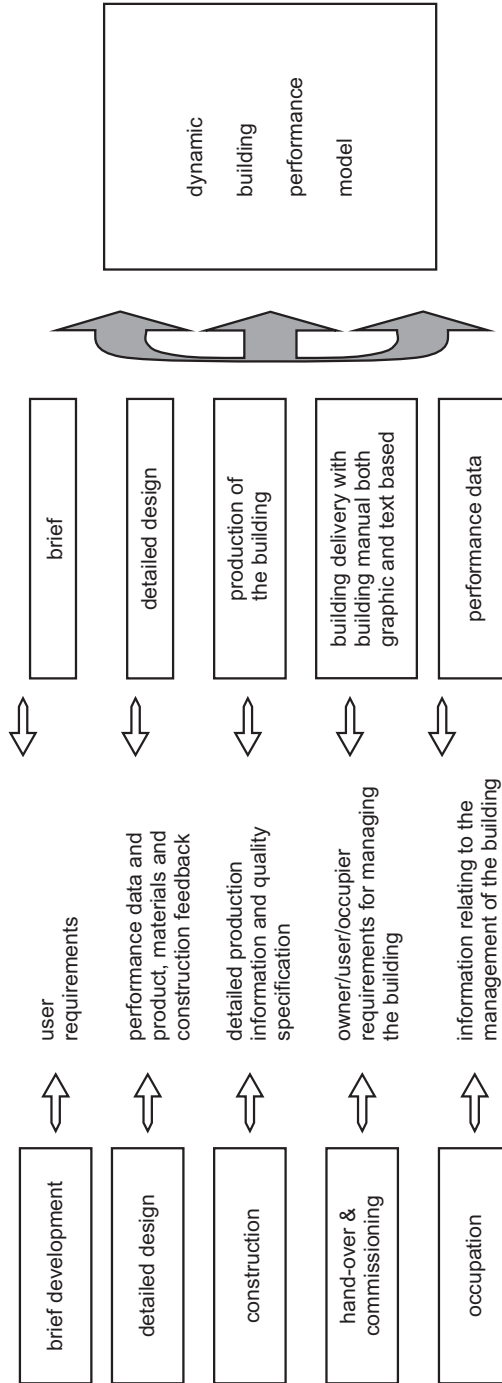 brief development
user
requirements
brief
detailed design
performance data and
product, materials and
construction feedback
detailed design
construction
detailed production
information and quality
specification
production of
the building
hand-over &
commissioning
owner/user/occupier
requirements for managing
the building
building delivery with
building manual both
graphic and text based
occupation
information relating to the
management of the building
performance data
dynamic
building
performance
model